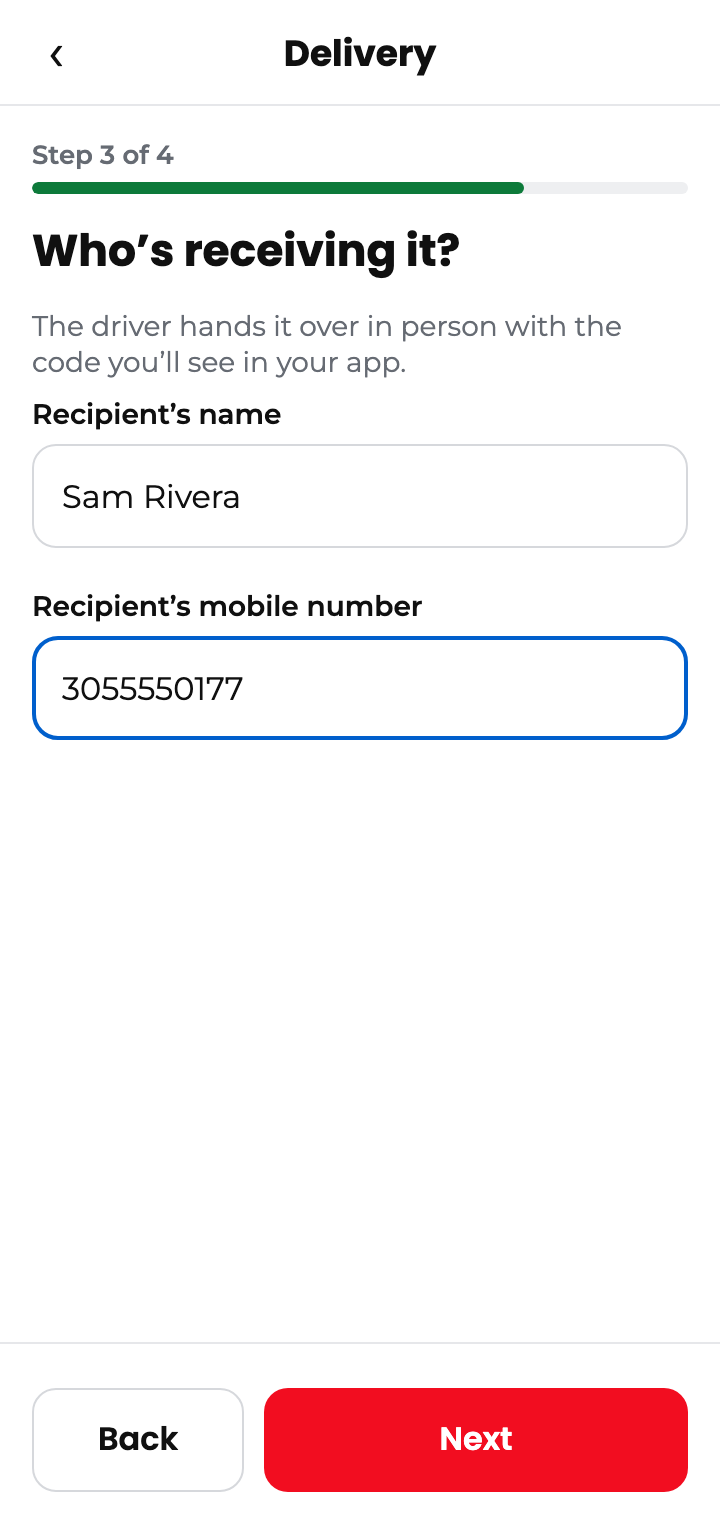 ‹
Delivery
Step 3 of 4
Who’s receiving it?
The driver hands it over in person with the
code you’ll see in your app.
Recipient’s name
Sam Rivera
Recipient’s mobile number
3055550177
Back
Next